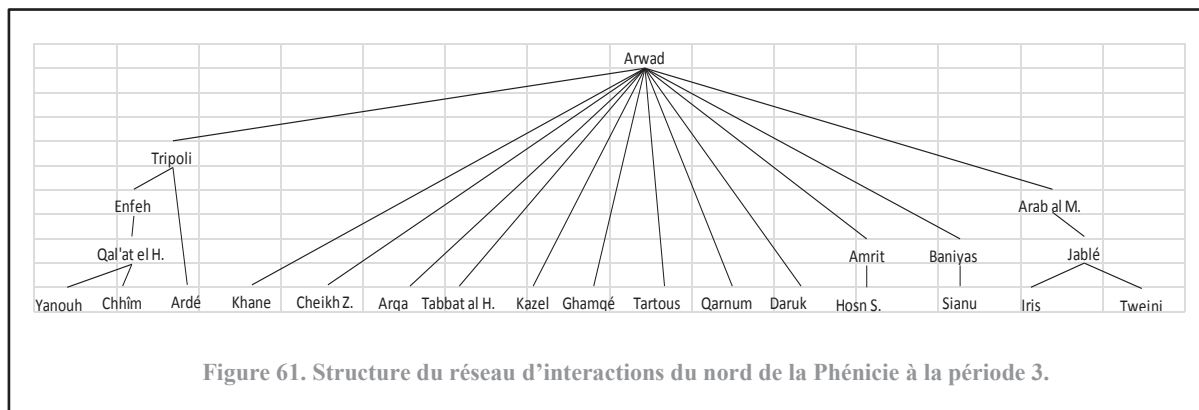 Arwad
Tripoli
Enfeh
Arab al M.
Qal'at el H.
Amrit
Baniyas
Jablé
Yanouh
Chhîm
Ardé
Khane
Cheikh Z.
Arqa
Tabbat al H.
Kazel
Ghamqé
Tartous
Qarnum
Daruk
Hosn S.
Sianu
Iris
Tweini
Figure 61. Structure du réseau d'interactions du nord de la Phénicie à la période 3.